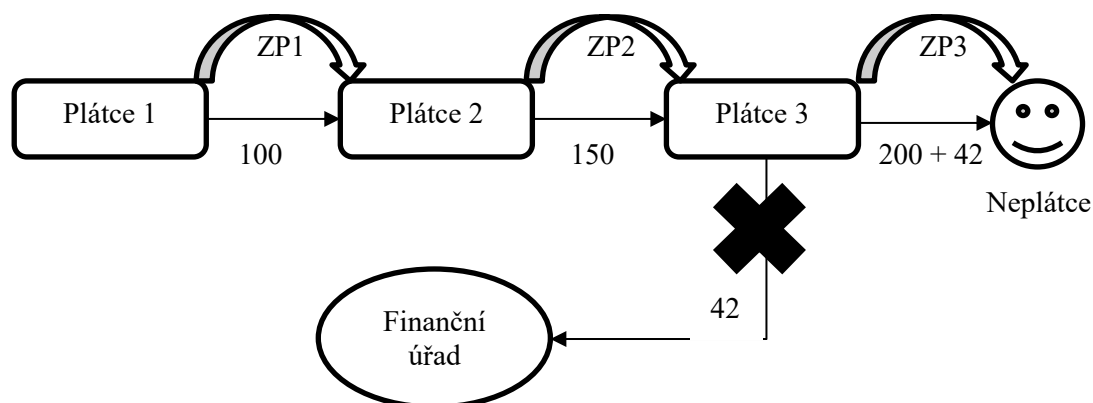 ZP1
ZP2
ZP3
Plátce 1
Plátce 2
Plátce 3
100
150
200 + 42
Neplátce
42
Finanční
úřad